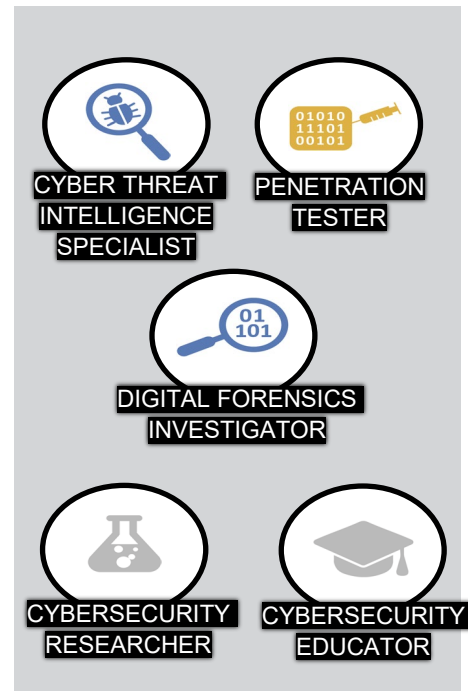 01010
11101
00101
CYBER THREAT
INTELLIGENCE
SPECIALIST
PENETRATION
TESTER
01
101
DIGITAL FORENSICS
INVESTIGATOR
CYBERSECURITY
RESEARCHER
CYBERSECURITY
EDUCATOR